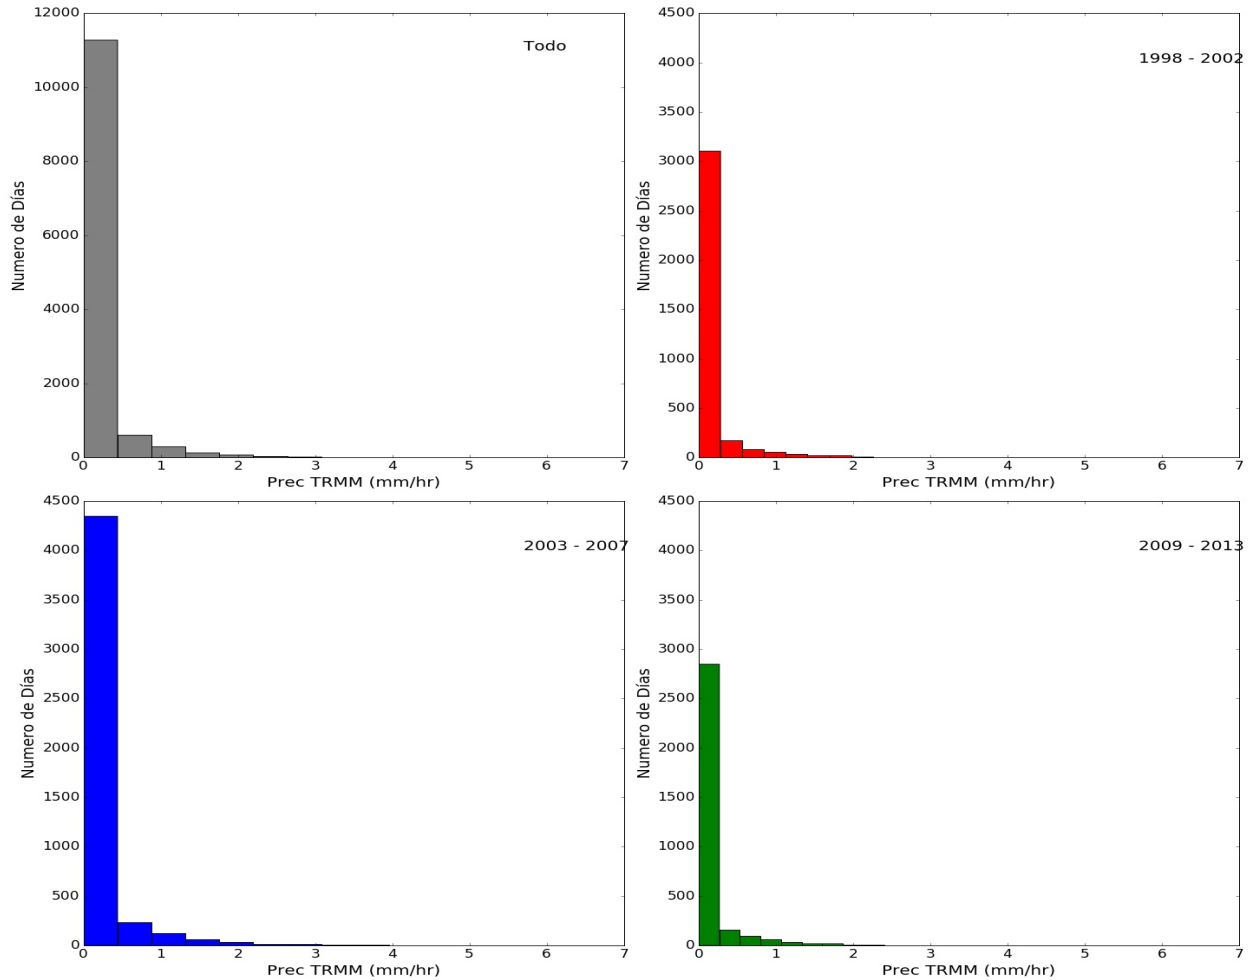 12000
10000
8000
6000
4000
2000
0
Numero de Días
Todo
0 1 2 3 4 5 6 7
Prec TRMM (mm/hr)
4500
4000
3500
3000
2500
2000
1500
1000
500
0
Numero de Días
1998 - 2002
0 1 2 3 4 5 6 7
Prec TRMM (mm/hr)
4500
4000
3500
3000
2500
2000
1500
1000
500
0
Numero de Días
2003 - 2007
0 1 2 3 4 5 6 7
Prec TRMM (mm/hr)
4500
4000
3500
3000
2500
2000
1500
1000
500
0
Numero de Días
2009 - 2013
0 1 2 3 4 5 6 7
Prec TRMM (mm/hr)